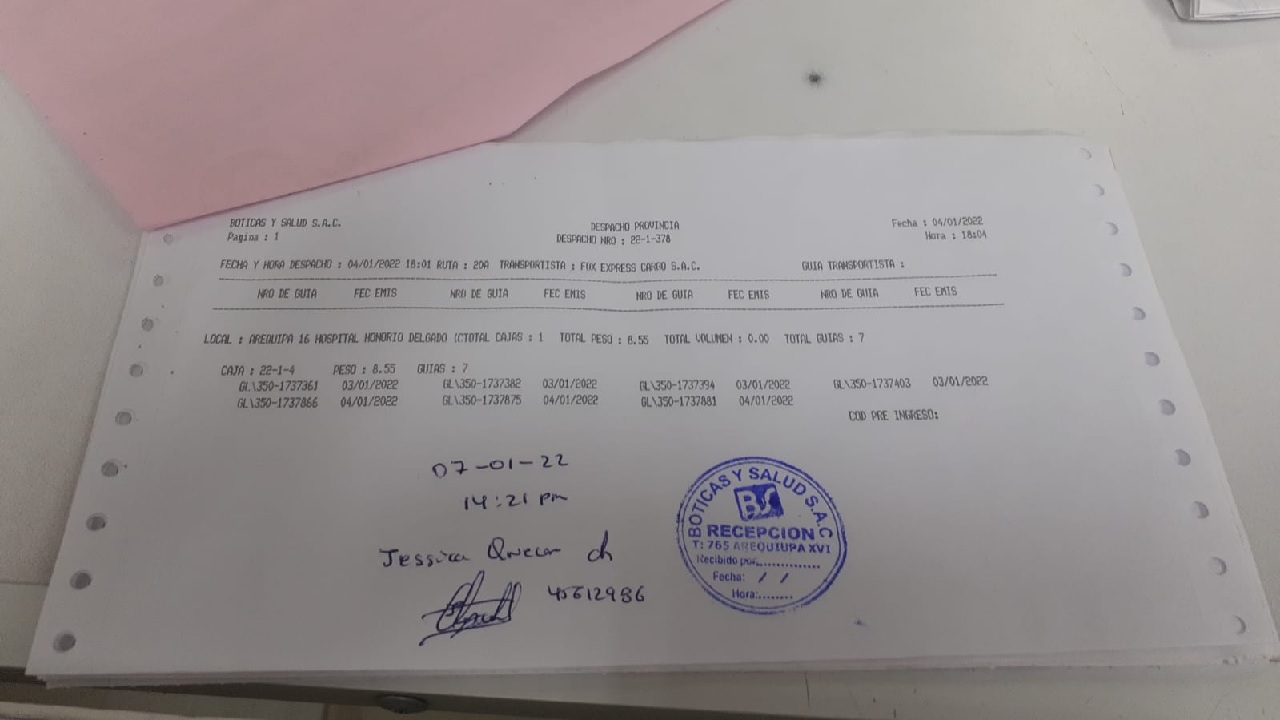 BOTICAS Y SALUD S.A.C.
Pagina : 1
DESPACHO PROVINCIA
DESPACHO NRO : 22-1-378
Fecha : 04/01/2022
Hora : 18:04
FECHA Y HORA DESPACHO : 04/01/2022 18:01 RUTA : 20A TRANSPORTISTA : FOX EXPRESS CARGO S.A.C. GUIA TRANSPORTISTA :
NRO DE GUIA FEC EMIS NRO DE GUIA FEC EMIS NRO DE GUIA FEC EMIS NRO DE GUIA FEC EMIS
LOCAL : AREQUIPA 16 HOSPITAL HONORIO DELGADO (CTOTAL CAJAS : 1 TOTAL PESO : 8.55 TOTAL VOLUMEN : 0.00 TOTAL GUIAS : 7
CAJA : 22-1-4 PESO : 8.55 GUIAS : 7
GL\350-1737361 03/01/2022 GL\350-1737382 03/01/2022 GL\350-1737394 03/01/2022 GL\350-1737403 03/01/2022
GL\350-1737866 04/01/2022 GL\350-1737875 04/01/2022 GL\350-1737881 04/01/2022
COD PRE INGRESO:
07-01-22
14:21 pm
Jessica ch
45612986
BOTICAS Y SALUD S.A.C
BS
RECEPCION
T: 765 AREQUIPA XVI
Recibido por:..............
Fecha: / /
Hora:.........